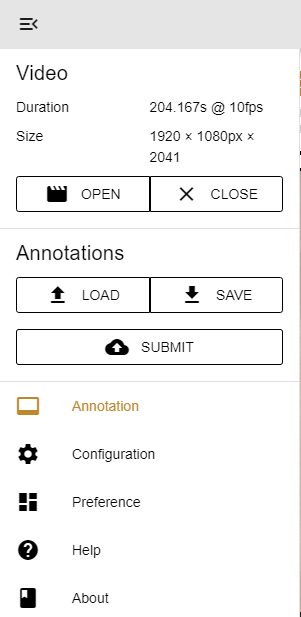 Video
Duration 204.167s @ 10fps
Size 1920 × 1080px ×
2041
OPEN CLOSE
Annotations
LOAD SAVE
SUBMIT
Annotation
Configuration
Preference
Help
About